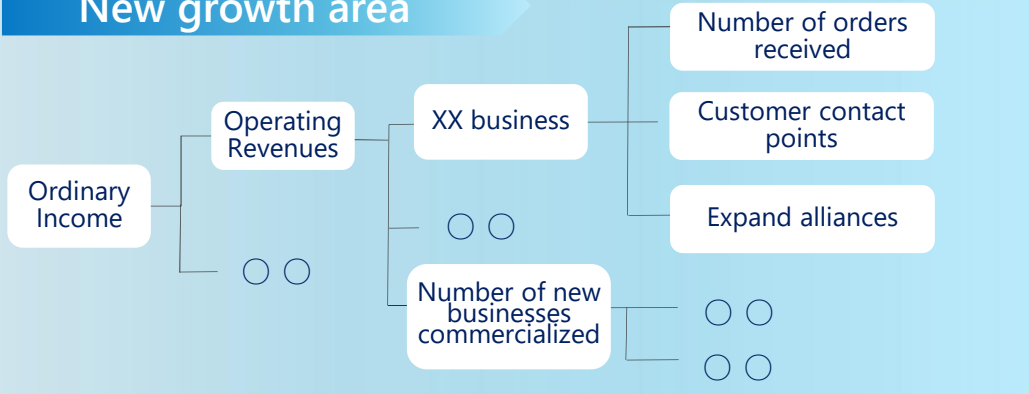 New growth area
Number of orders
received
Operating
Revenues
XX business
Customer contact
points
Ordinary
Income
Expand alliances
○ ○
○ ○
Number of new
businesses
commercialized
○ ○
○ ○